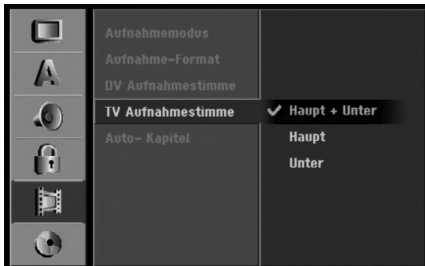 Aufnahmemodus
Aufnahme-Format
DV Aufnahmestimme
TV Aufnahmestimme
Auto- Kapitel
✔ Haupt + Unter
Haupt
Unter